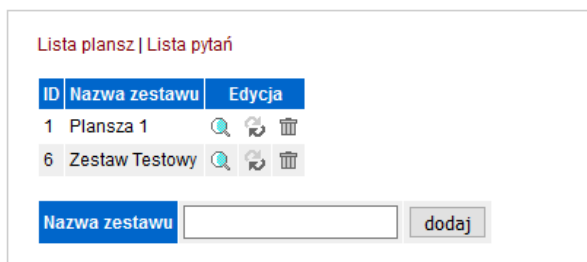 Lista plansz | Lista pytań
ID Nazwa zestawu Edycja
1 Plansza 1
6 Zestaw Testowy
Nazwa zestawu dodaj